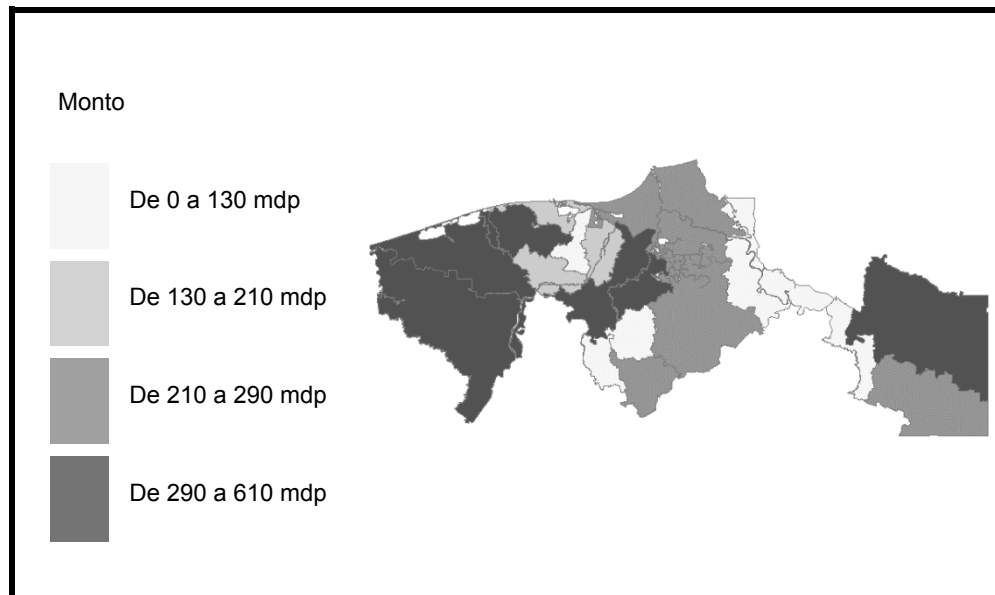 Monto
De 0 a 130 mdp
De 130 a 210 mdp
De 210 a 290 mdp
De 290 a 610 mdp